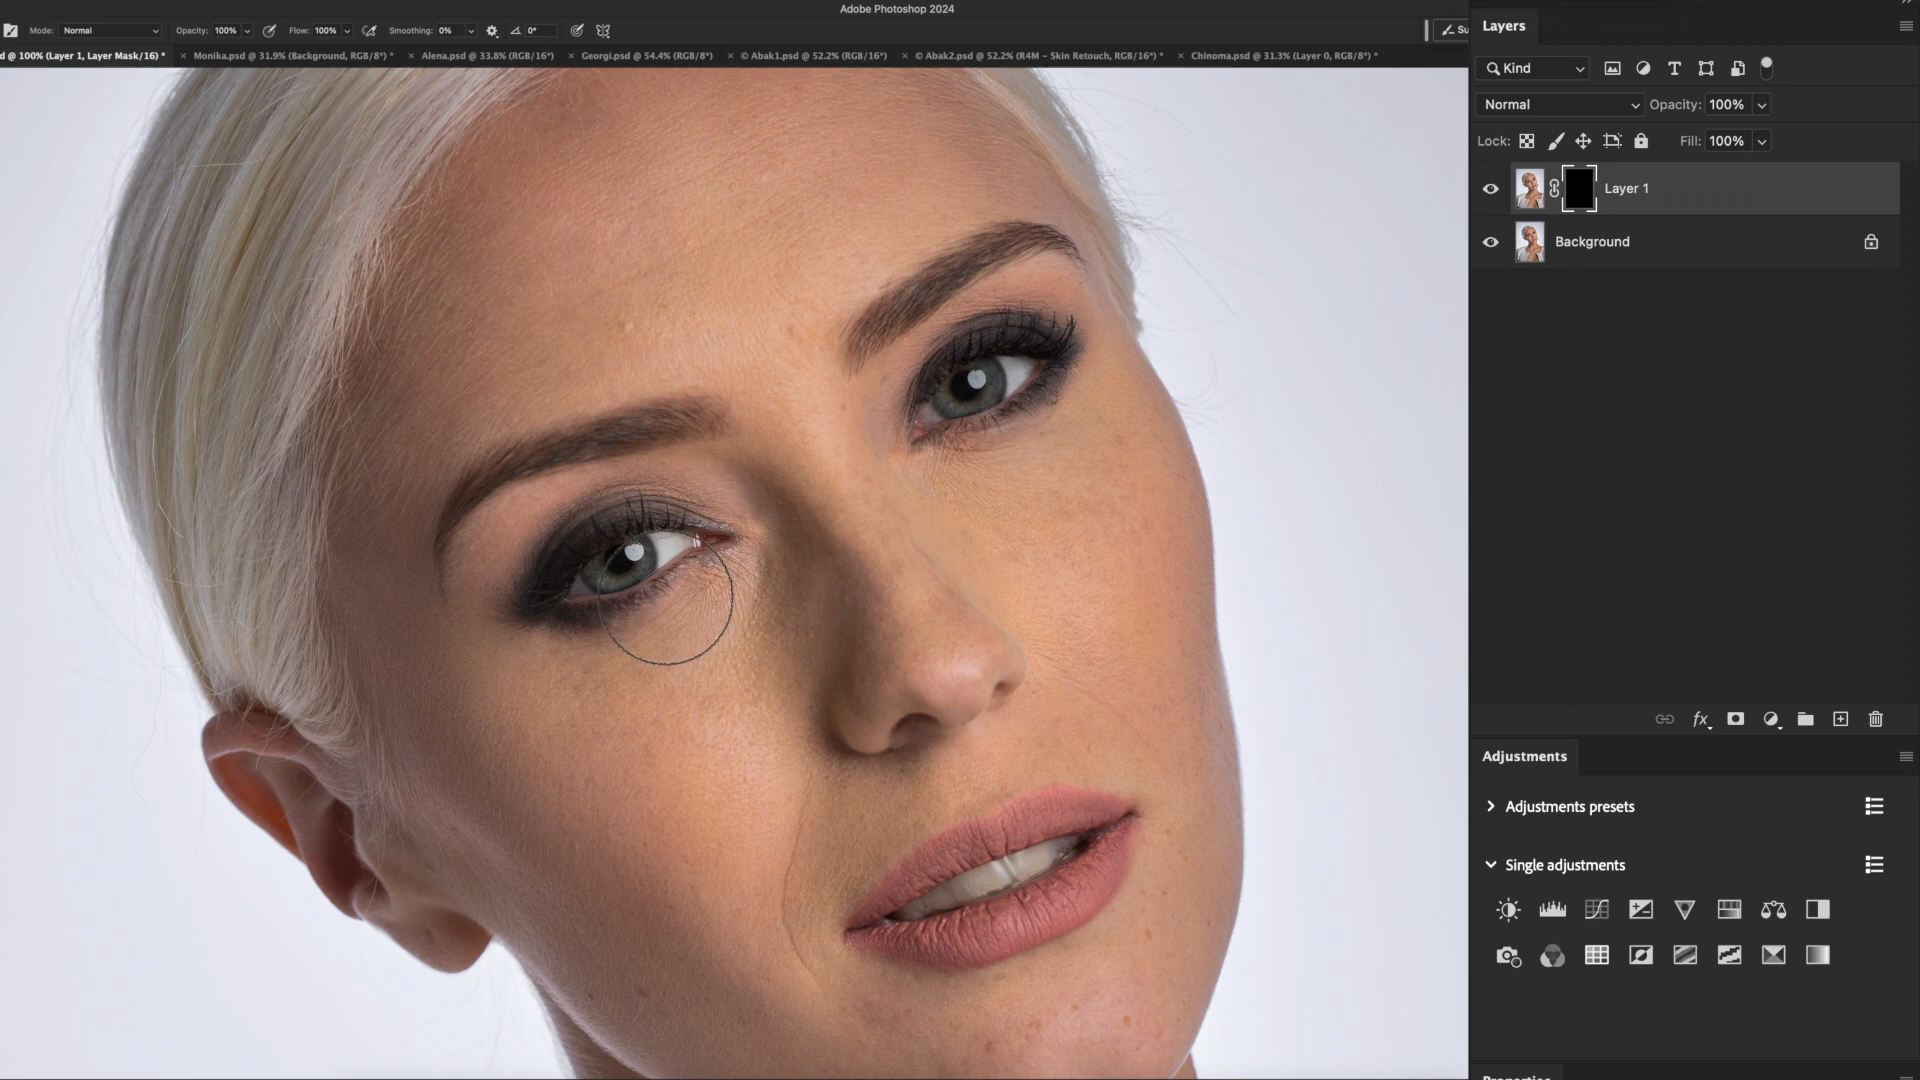 Adobe Photoshop 2024
Mode: Normal Opacity: 100% Flow: 100% Smoothing: 0% 0° Su
d @ 100% (Layer 1, Layer Mask/16) * × Monika.psd @ 31.9% (Background, RGB/8*) * × Alena.psd @ 33.8% (RGB/16*) × Georgi.psd @ 54.4% (RGB/8*) × © Abak1.psd @ 52.2% (RGB/16*) × © Abak2.psd @ 52.2% (R4M – Skin Retouch, RGB/16*) * × Chinoma.psd @ 31.3% (Layer 0, RGB/8*) *
Layers
Kind
Normal Opacity: 100%
Lock: Fill: 100%
Layer 1
Background
fx
Adjustments
Adjustments presets
Single adjustments
Properties